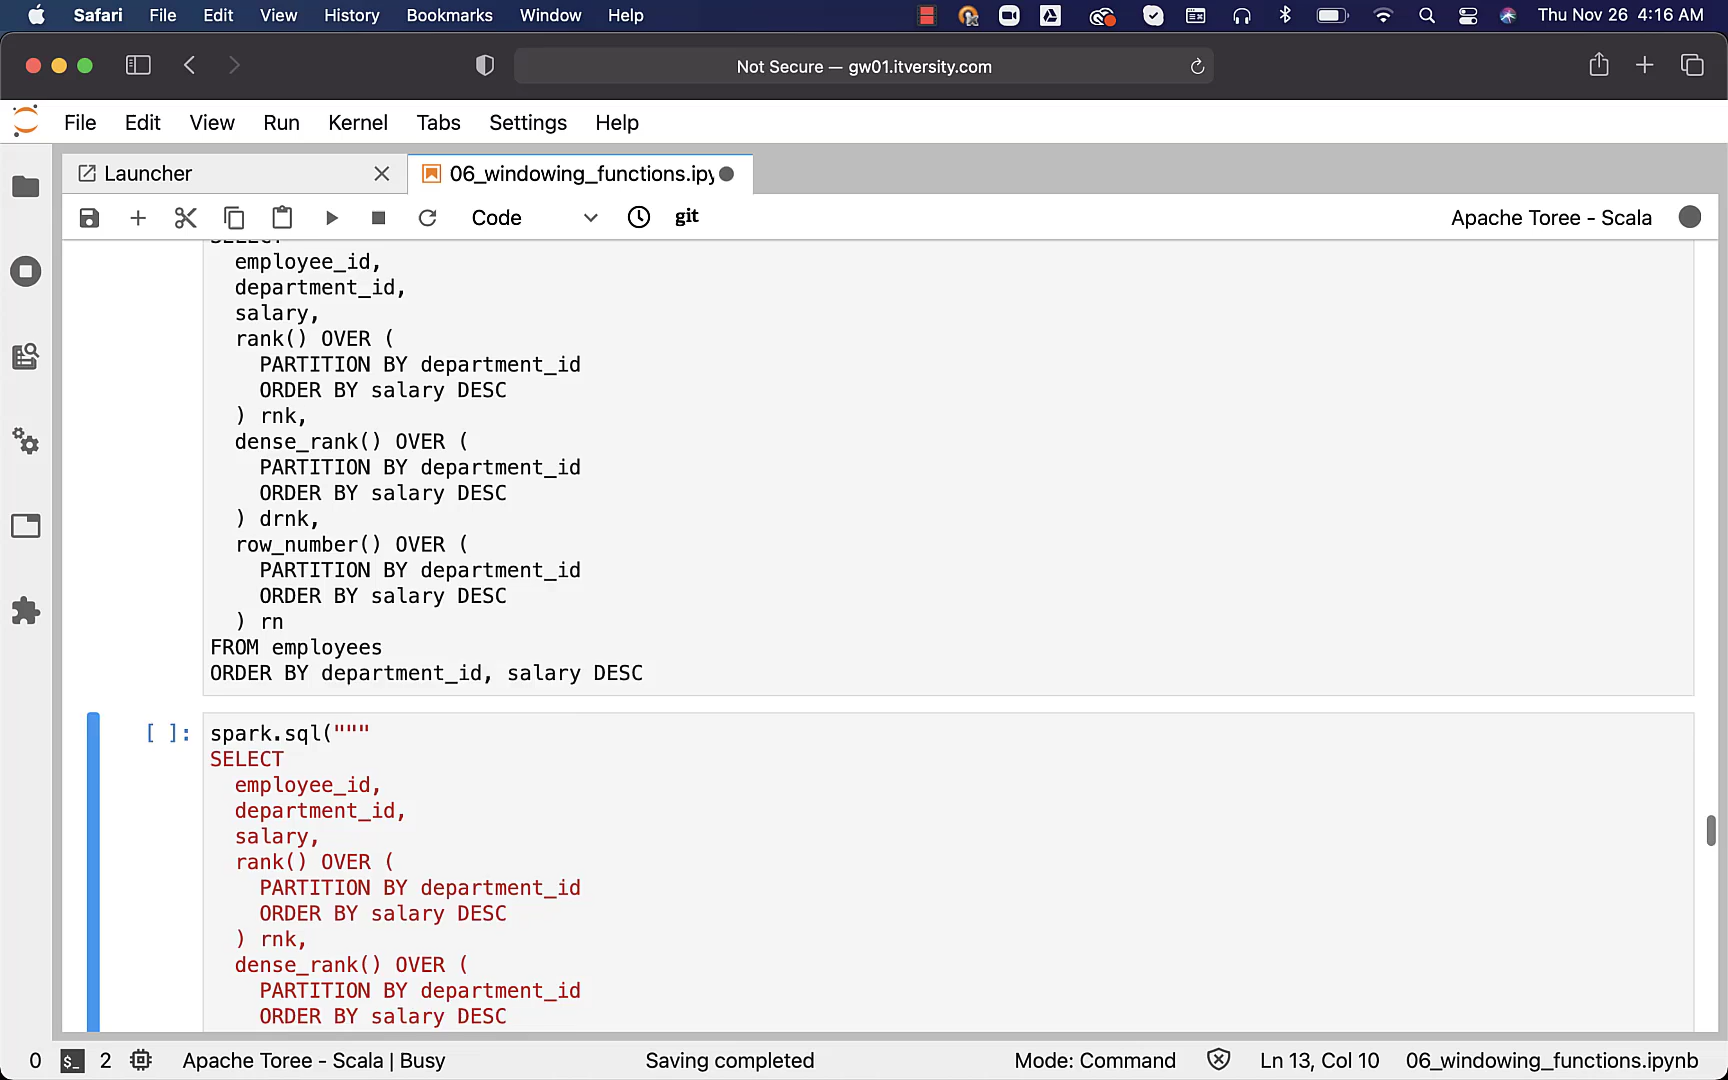 Safari File Edit View History Bookmarks Window Help Thu Nov 26 4:16 AM
Not Secure — gw01.itversity.com
File Edit View Run Kernel Tabs Settings Help
Launcher 06_windowing_functions.ipy
Code git Apache Toree - Scala
SELECT
employee_id,
department_id,
salary,
rank() OVER (
PARTITION BY department_id
ORDER BY salary DESC
) rnk,
dense_rank() OVER (
PARTITION BY department_id
ORDER BY salary DESC
) drnk,
row_number() OVER (
PARTITION BY department_id
ORDER BY salary DESC
) rn
FROM employees
ORDER BY department_id, salary DESC
[ ]: spark.sql("""
SELECT
employee_id,
department_id,
salary,
rank() OVER (
PARTITION BY department_id
ORDER BY salary DESC
) rnk,
dense_rank() OVER (
PARTITION BY department_id
ORDER BY salary DESC
0 $_ 2 Apache Toree - Scala | Busy Saving completed Mode: Command Ln 13, Col 10 06_windowing_functions.ipynb